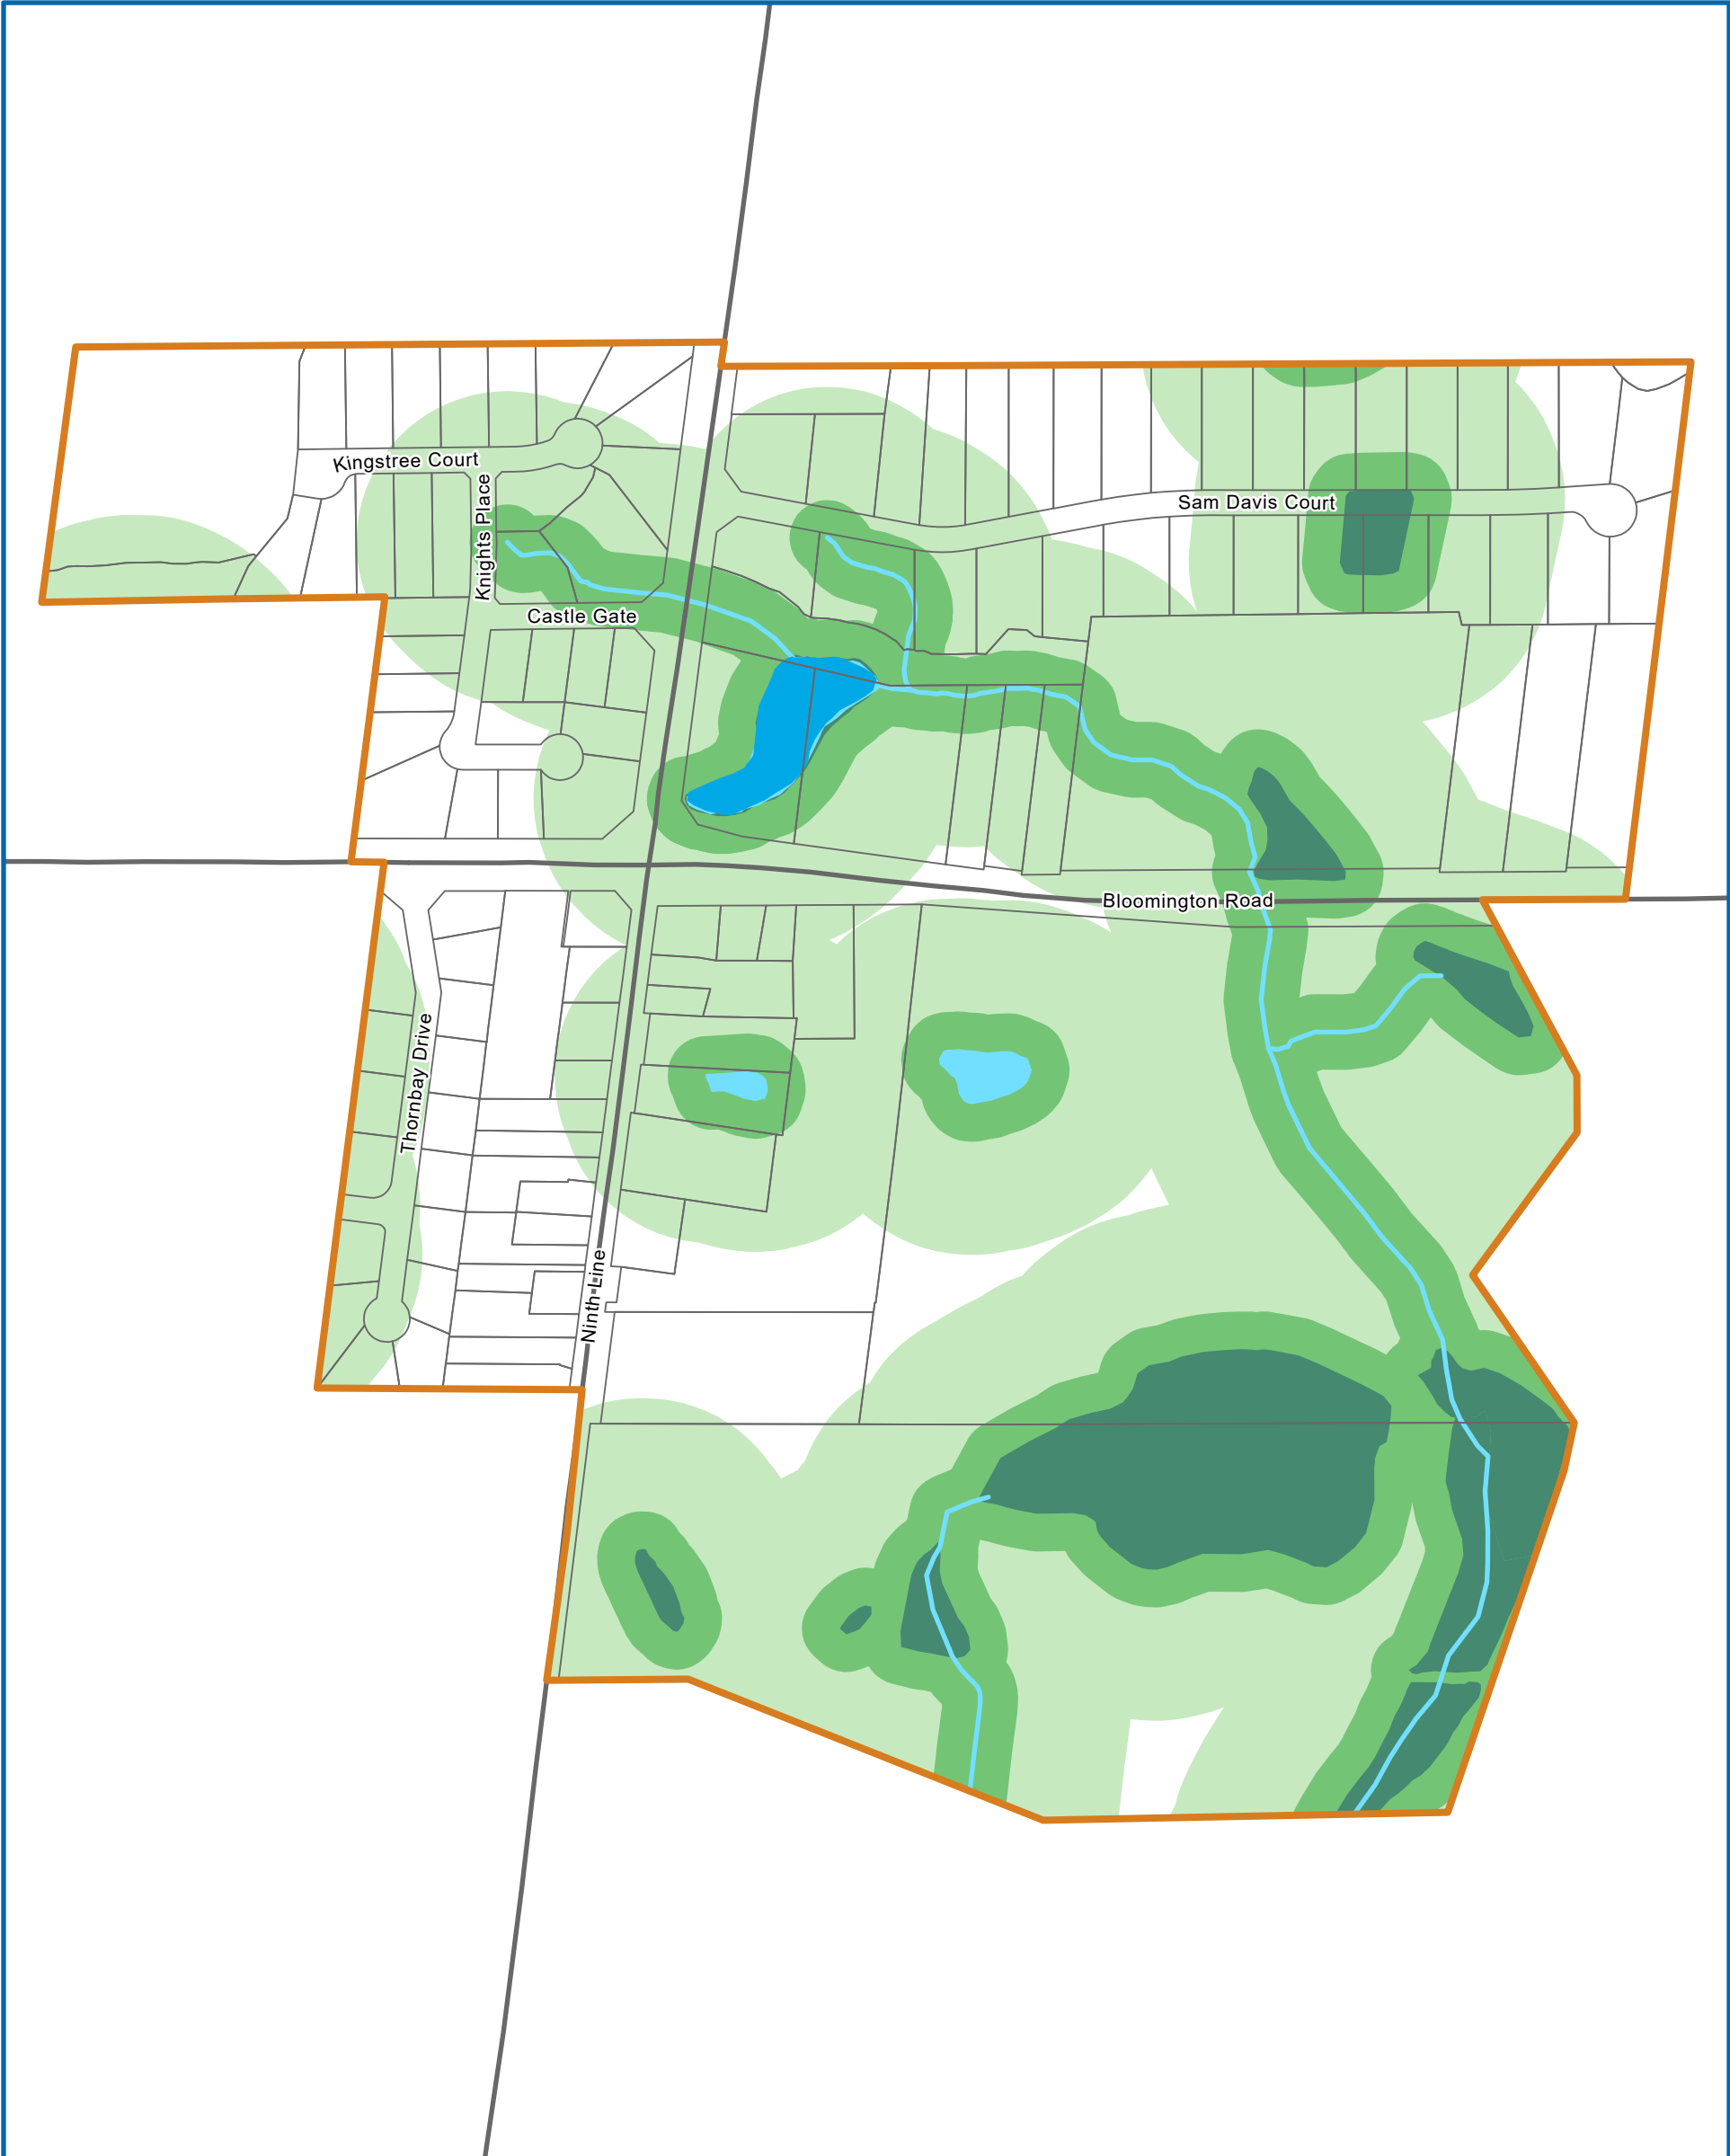 Kingstree Court
Knights Place
Sam Davis Court
Castle Gate
Bloomington Road
Thornbay Drive
Ninth Line